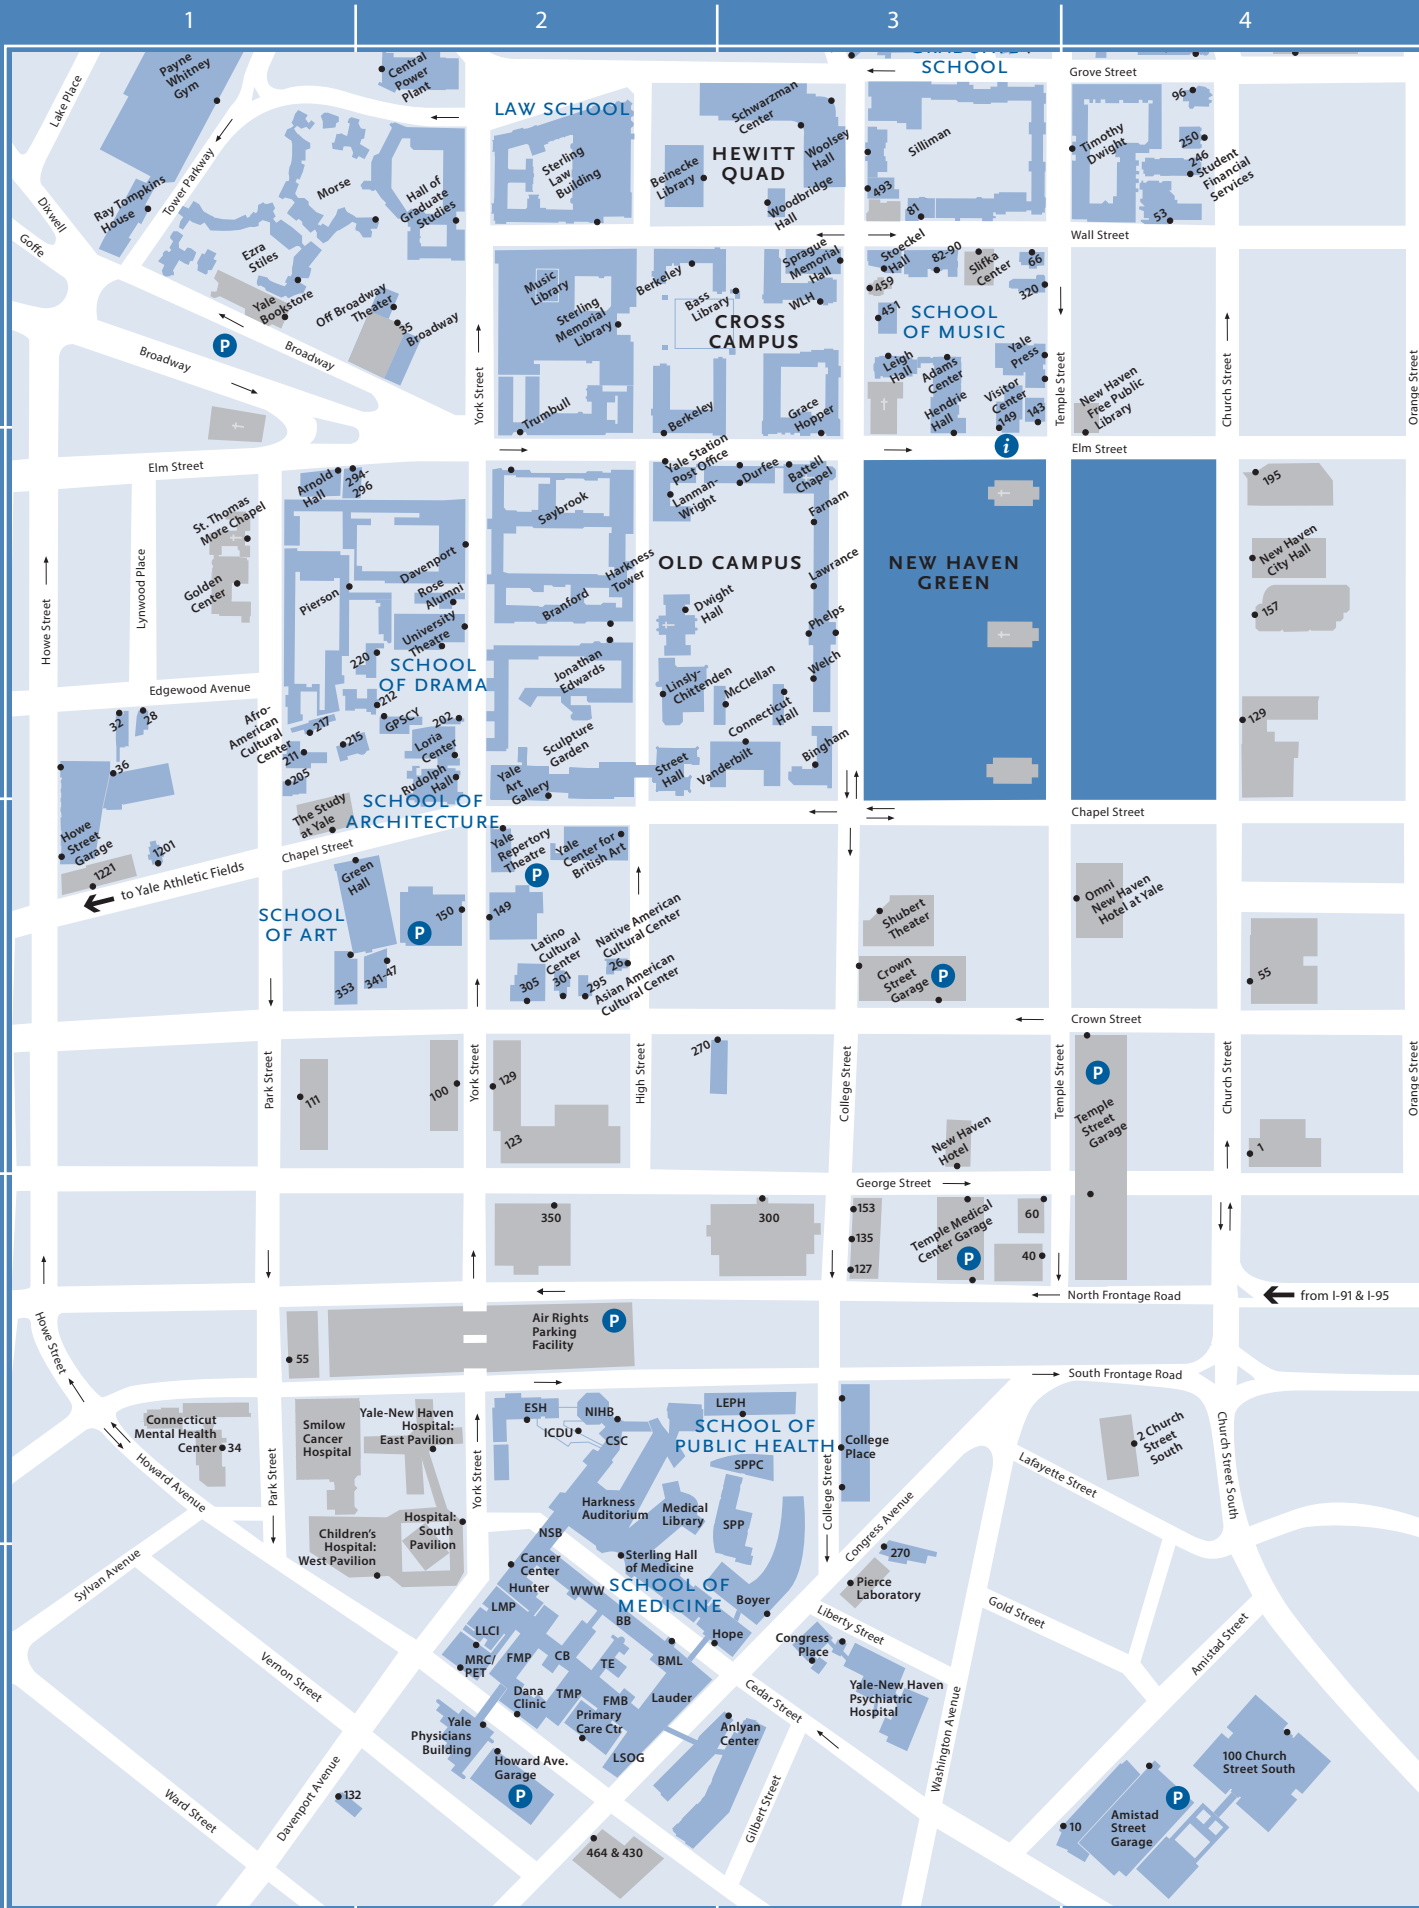 1
2
3
4
GRADUATE
SCHOOL
Payne
Whitney
Gym
Central
Power
Plant
LAW SCHOOL
Schwarzman
Center
Woolsey
Hall
Grove Street
Lake Place
Tower Parkway
Dixwell
Goffe
Ray Tompkins
House
Morse
Hall of
Graduate
Studies
Ezra
Stiles
Sterling
Law
Building
Beinecke
Library
HEWITT
QUAD
Woodbridge
Hall
Silliman
493
81
Timothy
Dwight
96
250
246
Student
Financial
Services
53
Wall Street
Yale
Bookstore
Off Broadway
Theater
35
Broadway
P
Broadway
Broadway
York Street
Music
Library
Sterling
Memorial
Library
Berkeley
Bass
Library
CROSS
CAMPUS
Sprague
Memorial
Hall
WLH
Trumbull
Berkeley
Grace
Hopper
Stoeckel
Hall
82-90
Slifka
Center
66
459
451
320
SCHOOL
OF MUSIC
Leigh
Hall
Adams
Center
Hendrie
Hall
Yale
Press
Visitor
Center
149
143
i
Temple Street
New Haven
Free Public
Library
Church Street
Orange Street
Elm Street
Elm Street
Howe Street
Lynwood Place
St. Thomas
More Chapel
Golden
Center
Arnold
Hall
294-
296
Davenport
Pierson
Rose
Alumni
University
Theatre
220
SCHOOL
OF DRAMA
212
GPSCY
202
Saybrook
Branford
Harkness
Tower
Jonathan
Edwards
Sculpture
Garden
Yale
Art
Gallery
Yale Station
Post Office
Lanman-
Wright
Durfee
Battell
Chapel
Farnam
OLD CAMPUS
Lawrance
Dwight
Hall
Phelps
Linsly-
Chittenden
McClellan
Welch
Connecticut
Hall
Street
Hall
Vanderbilt
Bingham
NEW HAVEN
GREEN
195
New Haven
City Hall
157
129
Edgewood Avenue
32
28
36
Afro-
American
Cultural
Center
217
211
215
205
Loria
Center
Rudolph
Hall
The Study
at Yale
SCHOOL OF
ARCHITECTURE
Howe
Street
Garage
1221
1201
to Yale Athletic Fields
Chapel Street
Chapel Street
Green
Hall
SCHOOL
OF ART
150
P
353
341-47
Yale
Repertory
Theatre
P
Yale
Center for
British Art
149
Latino
Cultural
Center
Native American
Cultural Center
26
305
301
295
Asian American
Cultural Center
Shubert
Theater
Crown
Street
Garage
P
Omni
New Haven
Hotel at Yale
55
Crown Street
Park Street
111
100
York Street
129
123
High Street
270
College Street
New Haven
Hotel
Temple Street
P
Temple
Street
Garage
Church Street
1
Orange Street
George Street
350
300
153
135
127
Temple Medical
Center Garage
P
60
40
North Frontage Road
from I-91 & I-95
55
Air Rights
Parking
Facility
P
South Frontage Road
Howe Street
Connecticut
Mental Health
Center
34
Howard Avenue
Park Street
Smilow
Cancer
Hospital
Yale-New Haven
Hospital:
East Pavilion
Hospital:
South
Pavilion
Children's
Hospital:
West Pavilion
York Street
ESH
NIHB
ICDU
CSC
LEPH
SCHOOL OF
PUBLIC HEALTH
SPPC
Harkness
Auditorium
Medical
Library
SPP
College Street
College
Place
Congress Avenue
Lafayette Street
2 Church
Street
South
Church Street South
NSB
Cancer
Center
Sterling Hall
of Medicine
Hunter
WWW
SCHOOL OF
MEDICINE
Boyer
270
Pierce
Laboratory
Sylvan Avenue
LMP
LLCI
BB
Hope
Liberty Street
Gold Street
Amistad Street
MRC/
PET
FMP
CB
TE
BML
Congress
Place
Yale-New Haven
Psychiatric
Hospital
Vernon Street
Dana
Clinic
TMP
FMB
Lauder
Primary
Care Ctr
Cedar Street
Yale
Physicians
Building
LSOG
Anlyan
Center
Washington Avenue
Howard Ave.
Garage
P
Ward Street
Davenport Avenue
132
464 & 430
Gilbert Street
100 Church
Street South
P
10
Amistad
Street
Garage